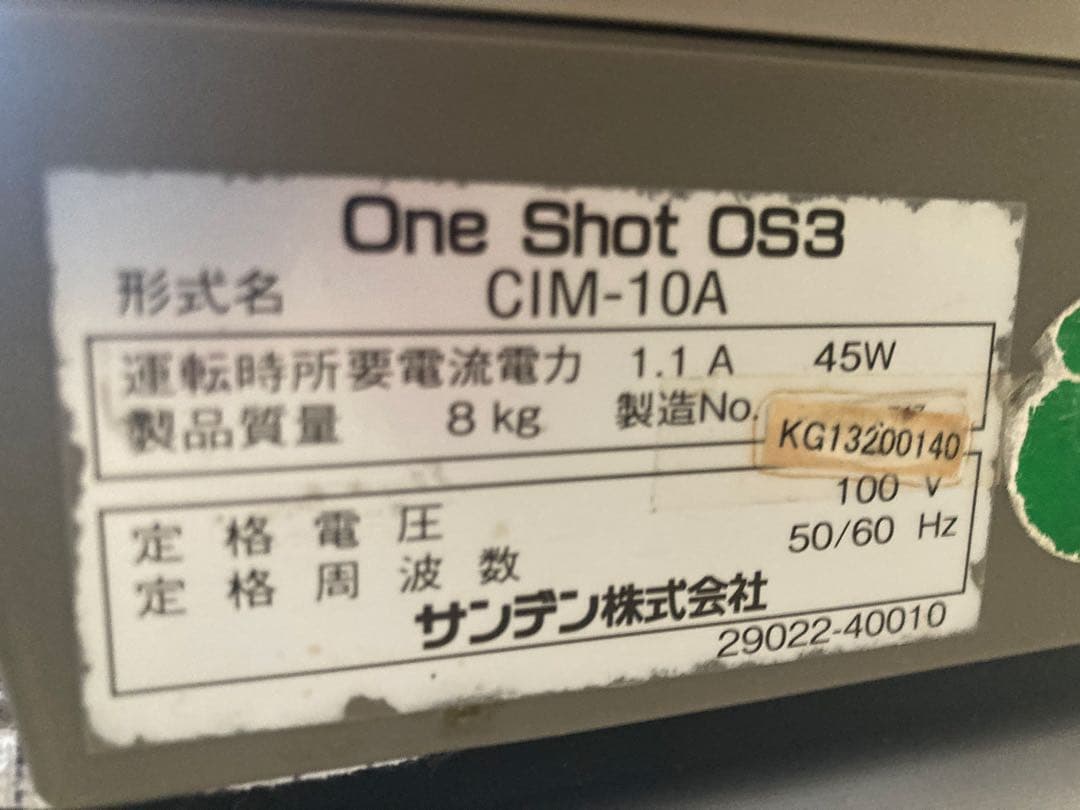 One Shot OS3
形式名 CIM-10A
運転時所要電流電力 1.1 A 45W
製品質量 8 kg 製造No. KG13200140
定格電圧 100 V
定格周波数 50/60 Hz
サンデン株式会社
29022-40010